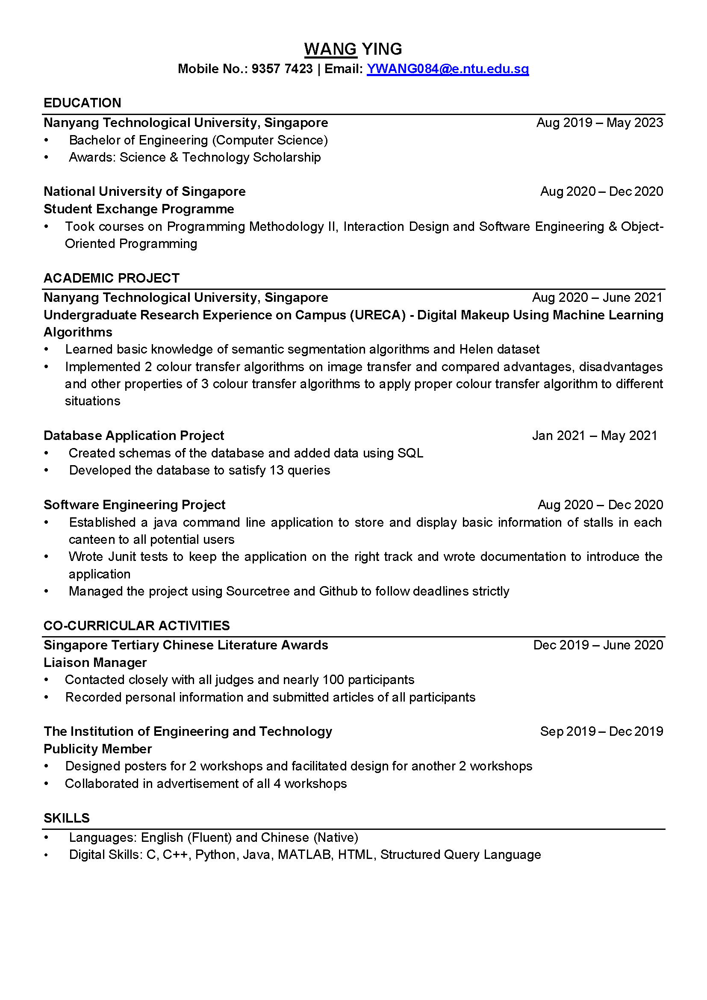 WANG YING
Mobile No.: 9357 7423 | Email: YWANG084@e.ntu.edu.sg
EDUCATION
Nanyang Technological University, Singapore Aug 2019 – May 2023
• Bachelor of Engineering (Computer Science)
• Awards: Science & Technology Scholarship
National University of Singapore Aug 2020 – Dec 2020
Student Exchange Programme
• Took courses on Programming Methodology II, Interaction Design and Software Engineering & Object-
Oriented Programming
ACADEMIC PROJECT
Nanyang Technological University, Singapore Aug 2020 – June 2021
Undergraduate Research Experience on Campus (URECA) - Digital Makeup Using Machine Learning
Algorithms
• Learned basic knowledge of semantic segmentation algorithms and Helen dataset
• Implemented 2 colour transfer algorithms on image transfer and compared advantages, disadvantages
and other properties of 3 colour transfer algorithms to apply proper colour transfer algorithm to different
situations
Database Application Project Jan 2021 – May 2021
• Created schemas of the database and added data using SQL
• Developed the database to satisfy 13 queries
Software Engineering Project Aug 2020 – Dec 2020
• Established a java command line application to store and display basic information of stalls in each
canteen to all potential users
• Wrote Junit tests to keep the application on the right track and wrote documentation to introduce the
application
• Managed the project using Sourcetree and Github to follow deadlines strictly
CO-CURRICULAR ACTIVITIES
Singapore Tertiary Chinese Literature Awards Dec 2019 – June 2020
Liaison Manager
• Contacted closely with all judges and nearly 100 participants
• Recorded personal information and submitted articles of all participants
The Institution of Engineering and Technology Sep 2019 – Dec 2019
Publicity Member
• Designed posters for 2 workshops and facilitated design for another 2 workshops
• Collaborated in advertisement of all 4 workshops
SKILLS
• Languages: English (Fluent) and Chinese (Native)
• Digital Skills: C, C++, Python, Java, MATLAB, HTML, Structured Query Language